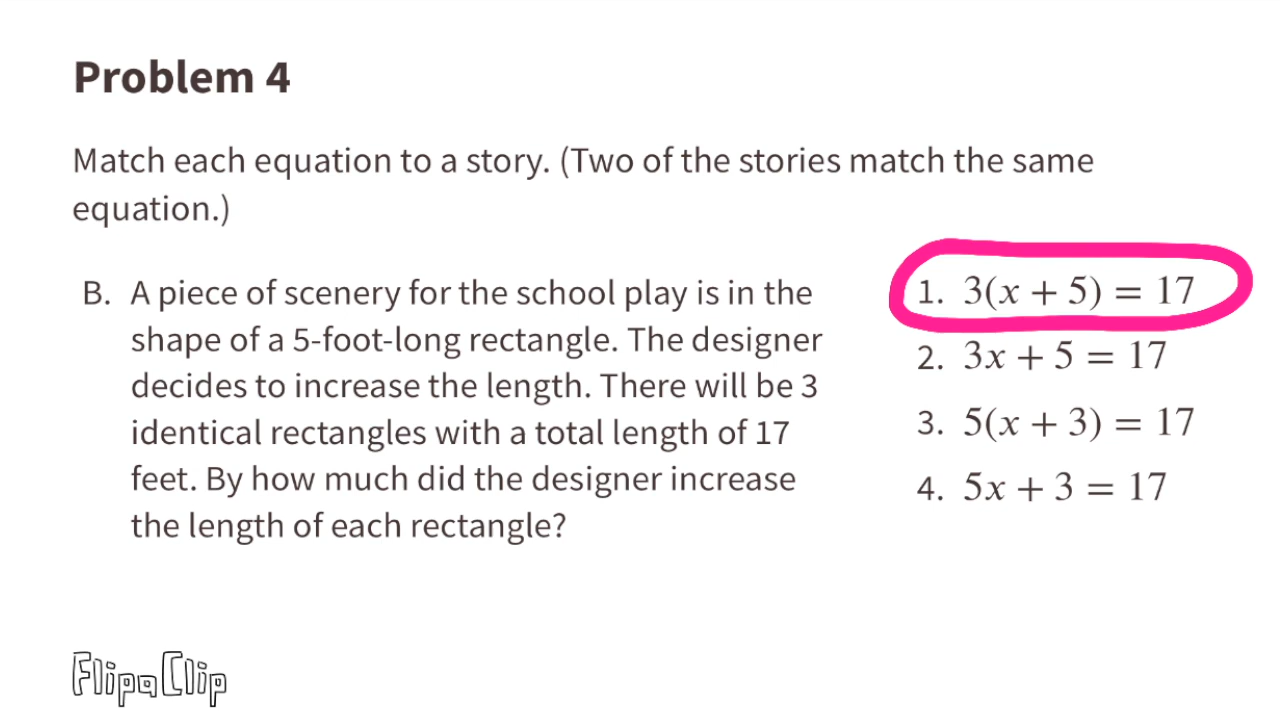 Problem 4
Match each equation to a story. (Two of the stories match the same
equation.)
B. A piece of scenery for the school play is in the
shape of a 5-foot-long rectangle. The designer
decides to increase the length. There will be 3
identical rectangles with a total length of 17
feet. By how much did the designer increase
the length of each rectangle?
1. 3(x + 5) = 17
2. 3x + 5 = 17
3. 5(x + 3) = 17
4. 5x + 3 = 17
FlipaClip